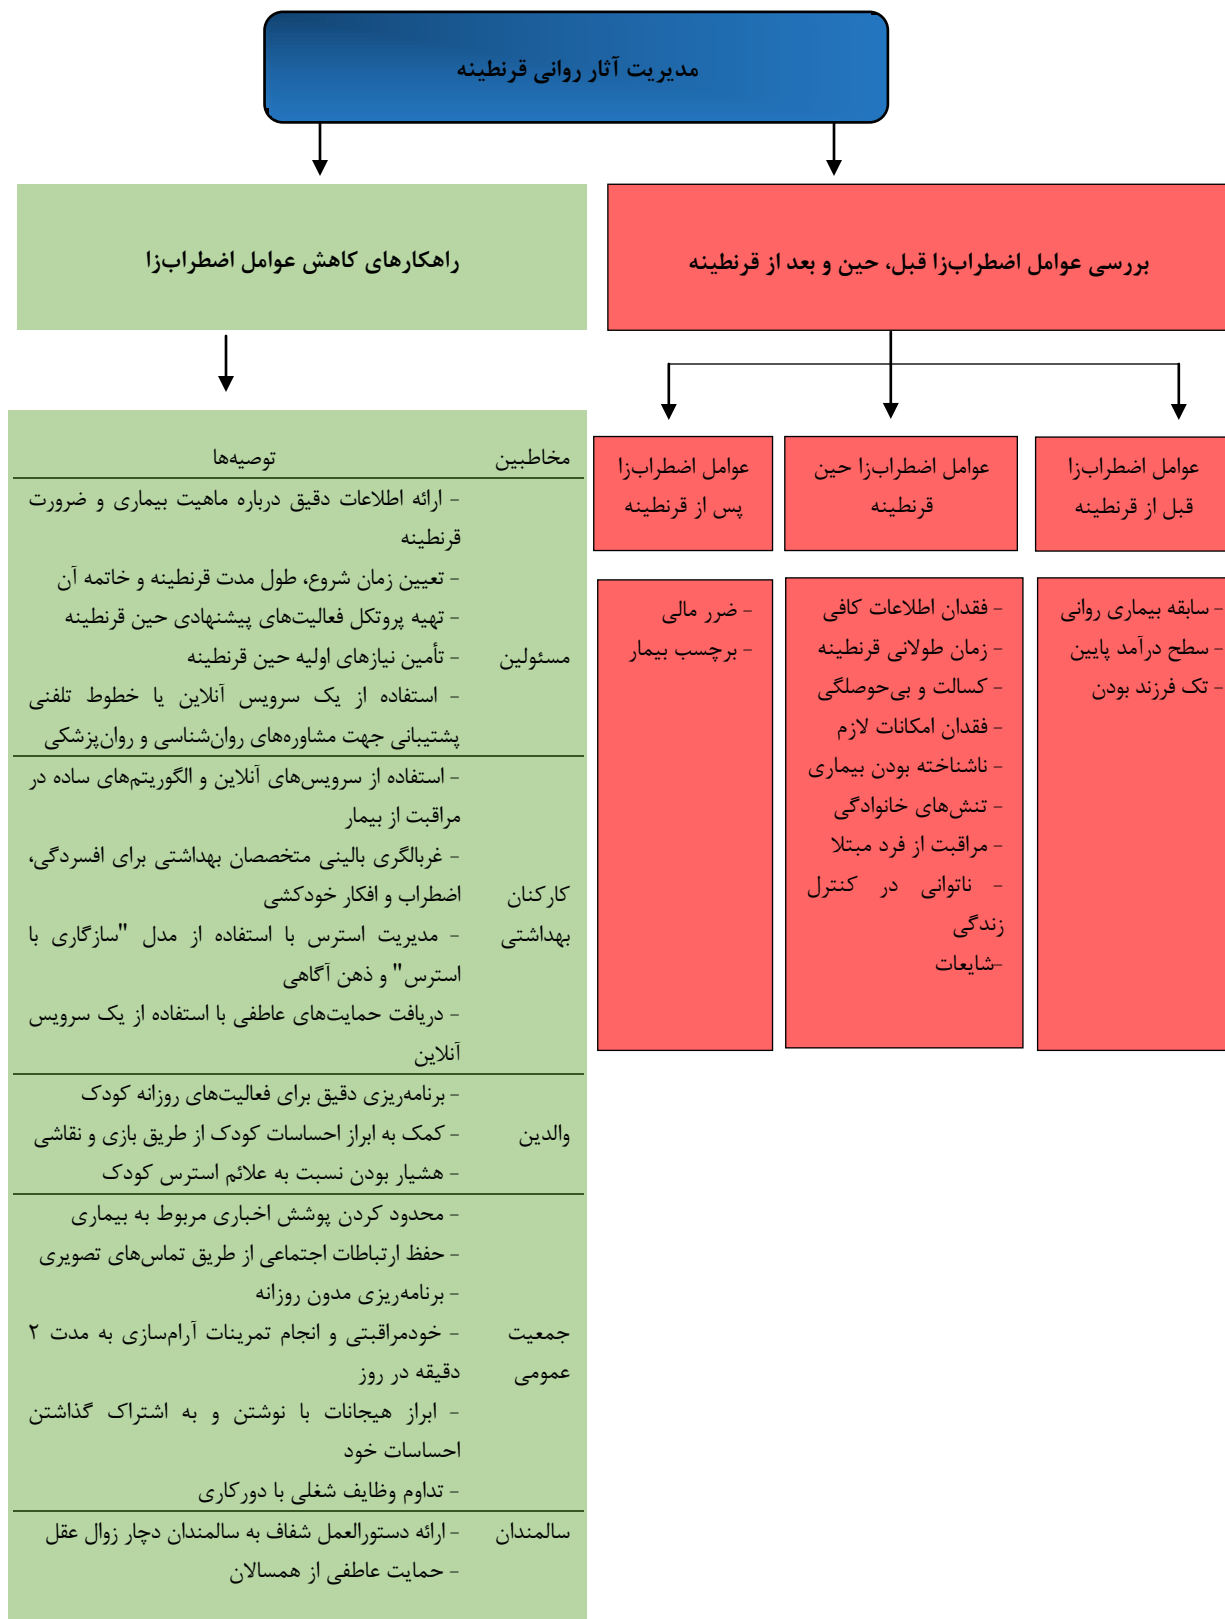 مدیریت آثار روانی قرنطینه
بررسی عوامل اضطراب‌زا قبل، حین و بعد از قرنطینه
عوامل اضطراب‌زا
قبل از قرنطینه
- سابقه بیماری روانی
- سطح درآمد پایین
- تک فرزند بودن
عوامل اضطراب‌زا حین
قرنطینه
- فقدان اطلاعات کافی
- زمان طولانی قرنطینه
- کسالت و بی‌حوصلگی
- فقدان امکانات لازم
- ناشناخته بودن بیماری
- تنش‌های خانوادگی
- مراقبت از فرد مبتلا
- ناتوانی در کنترل
زندگی
-شایعات
عوامل اضطراب‌زا
پس از قرنطینه
- ضرر مالی
- برچسب بیمار
راهکارهای کاهش عوامل اضطراب‌زا
مخاطبین توصیه‌ها
مسئولین
- ارائه اطلاعات دقیق درباره ماهیت بیماری و ضرورت
قرنطینه
- تعیین زمان شروع، طول مدت قرنطینه و خاتمه آن
- تهیه پروتکل فعالیت‌های پیشنهادی حین قرنطینه
- تأمین نیازهای اولیه حین قرنطینه
- استفاده از یک سرویس آنلاین یا خطوط تلفنی
پشتیبانی جهت مشاوره‌های روان‌شناسی و روان‌پزشکی
کارکنان
بهداشتی
- استفاده از سرویس‌های آنلاین و الگوریتم‌های ساده در
مراقبت از بیمار
- غربالگری بالینی متخصصان بهداشتی برای افسردگی،
اضطراب و افکار خودکشی
- مدیریت استرس با استفاده از مدل "سازگاری با
استرس" و ذهن آگاهی
- دریافت حمایت‌های عاطفی با استفاده از یک سرویس
آنلاین
والدین
- برنامه‌ریزی دقیق برای فعالیت‌های روزانه کودک
- کمک به ابراز احساسات کودک از طریق بازی و نقاشی
- هشیار بودن نسبت به علائم استرس کودک
جمعیت
عمومی
- محدود کردن پوشش اخباری مربوط به بیماری
- حفظ ارتباطات اجتماعی از طریق تماس‌های تصویری
- برنامه‌ریزی مدون روزانه
- خودمراقبتی و انجام تمرینات آرام‌سازی به مدت ۲
دقیقه در روز
- ابراز هیجانات با نوشتن و به اشتراک گذاشتن
احساسات خود
- تداوم وظایف شغلی با دورکاری
سالمندان
- ارائه دستورالعمل شفاف به سالمندان دچار زوال عقل
- حمایت عاطفی از همسالان